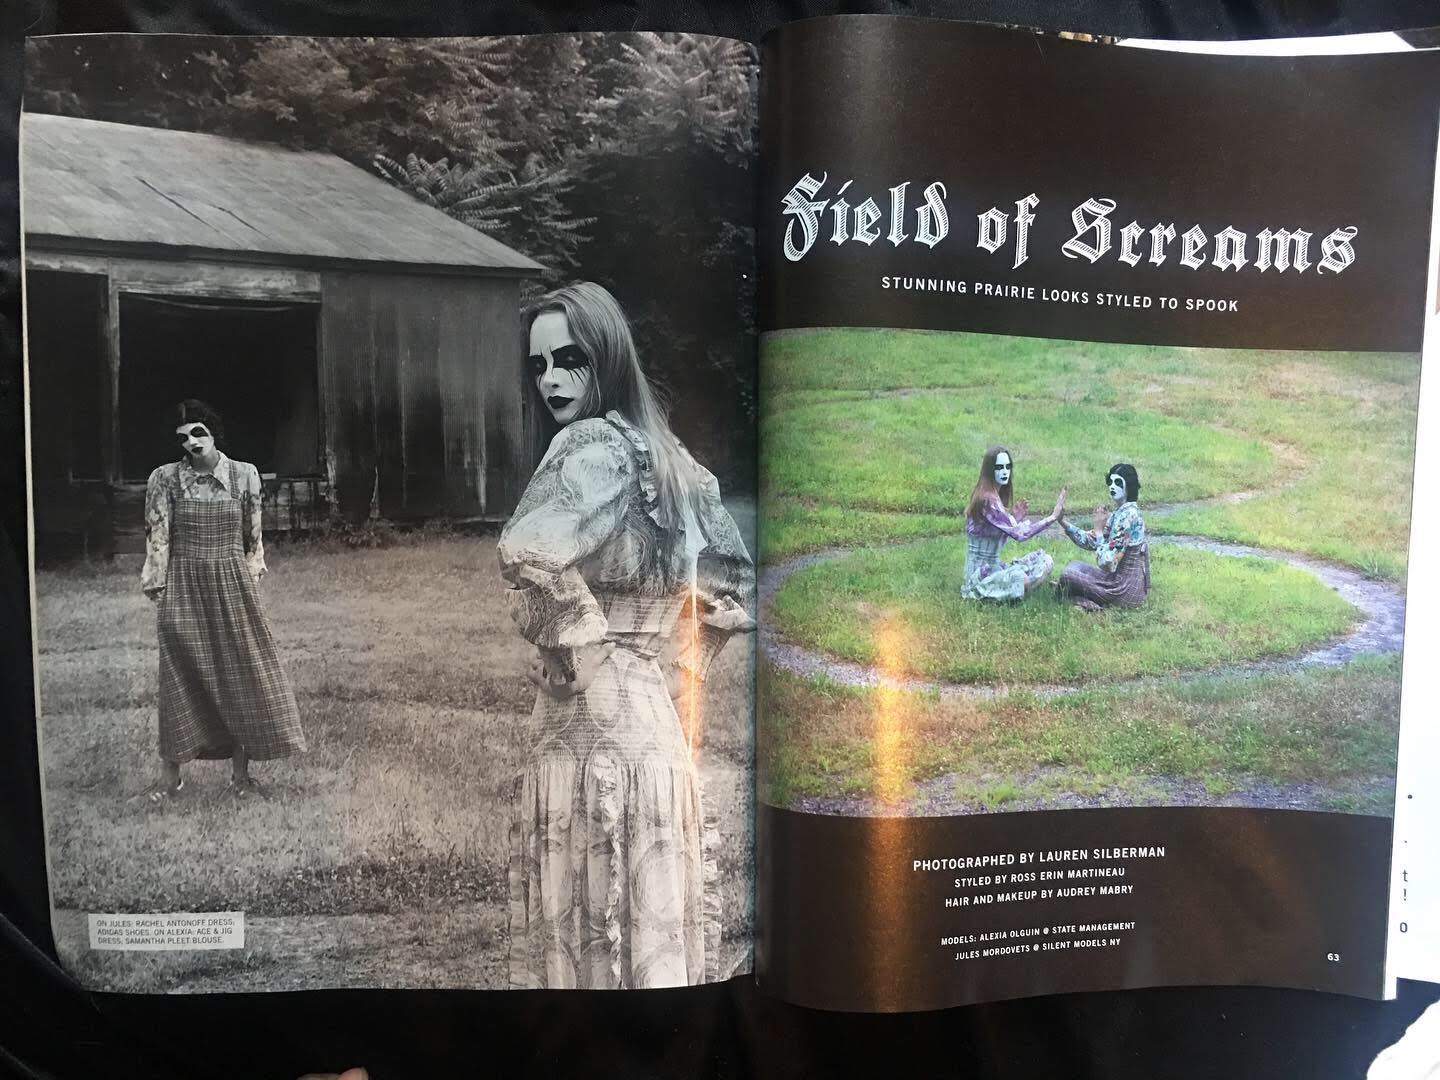 ON JULES: RACHEL ANTONOFF DRESS;
ADIDAS SHOES. ON ALEXIA: ACE & JIG
DRESS; SAMANTHA PLEET BLOUSE.
Field of Screams
STUNNING PRAIRIE LOOKS STYLED TO SPOOK
PHOTOGRAPHED BY LAUREN SILBERMAN
STYLED BY ROSS ERIN MARTINEAU
HAIR AND MAKEUP BY AUDREY MABRY
MODELS: ALEXIA OLGUIN @ STATE MANAGEMENT
JULES MORDOVETS @ SILENT MODELS NY
63